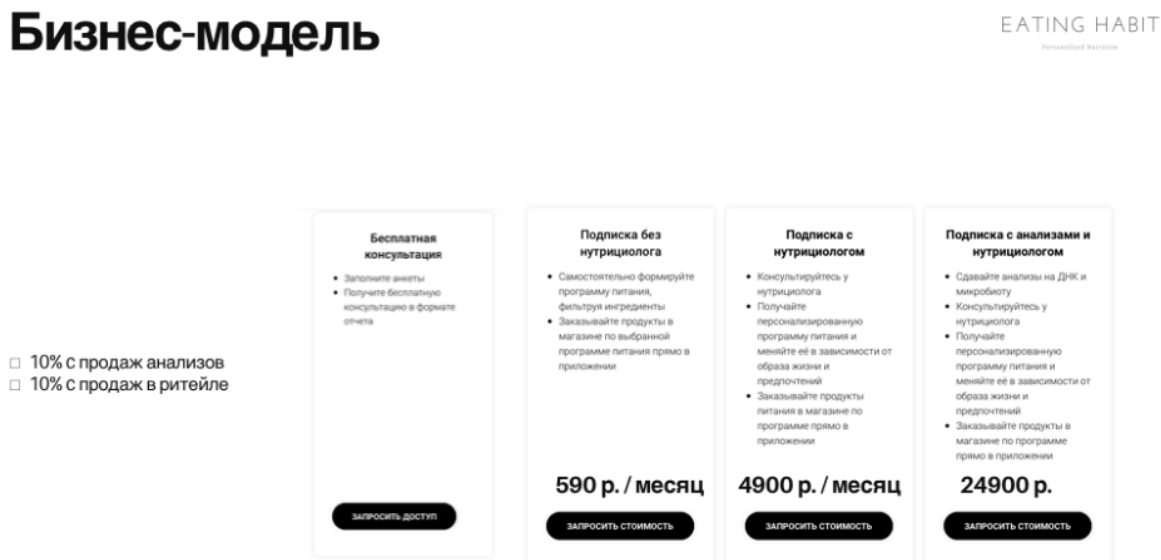 Бизнес-модель
EATING HABIT
Personalized Nutrition
10% с продаж анализов
10% с продаж в ритейле
Бесплатная
консультация
Заполните анкеты
Получите бесплатную
консультацию в формате
отчета
ЗАПРОСИТЬ ДОСТУП
Подписка без
нутрициолога
Самостоятельно формируйте
программу питания,
фильтруя ингредиенты
Заказывайте продукты в
магазине по выбранной
программе питания прямо в
приложении
590 р. / месяц
ЗАПРОСИТЬ СТОИМОСТЬ
Подписка с
нутрициологом
Консультируйтесь у
нутрициолога
Получайте
персонализированную
программу питания и
меняйте её в зависимости от
образа жизни и
предпочтений
Заказывайте продукты
питания в магазине по
программе прямо в
приложении
4900 р. / месяц
ЗАПРОСИТЬ СТОИМОСТЬ
Подписка с анализами и
нутрициологом
Сдавайте анализы на ДНК и
микробиоту
Консультируйтесь у
нутрициолога
Получайте
персонализированную
программу питания и
меняйте её в зависимости от
образа жизни и
предпочтений
Заказывайте продукты в
магазине по программе
прямо в приложении
24900 р.
ЗАПРОСИТЬ СТОИМОСТЬ